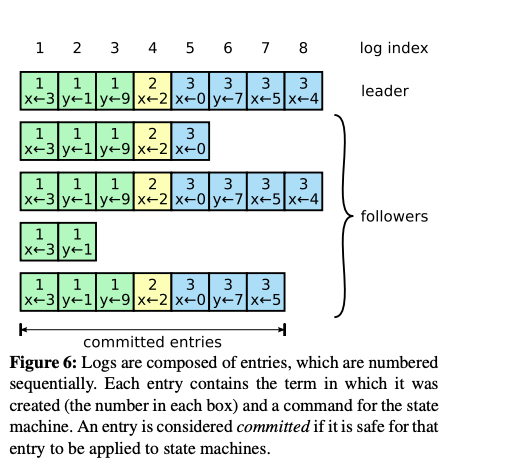 1 2 3 4 5 6 7 8 log index
1 1 1 2 3 3 3 3
x←3 y←1 y←9 x←2 x←0 y←7 x←5 x←4
leader
1 1 1 2 3
x←3 y←1 y←9 x←2 x←0
1 1 1 2 3 3 3 3
x←3 y←1 y←9 x←2 x←0 y←7 x←5 x←4
1 1
x←3 y←1
1 1 1 2 3 3 3
x←3 y←1 y←9 x←2 x←0 y←7 x←5
followers
committed entries
Figure 6: Logs are composed of entries, which are numbered
sequentially. Each entry contains the term in which it was
created (the number in each box) and a command for the state
machine. An entry is considered committed if it is safe for that
entry to be applied to state machines.